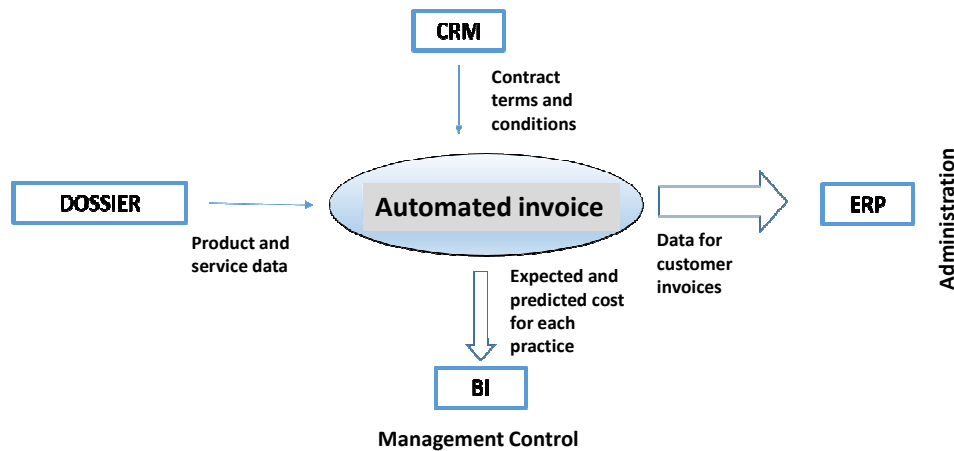 CRM
Contract
terms and
conditions
DOSSIER
Product and
service data
Automated invoice
Data for
customer
invoices
ERP
Administration
Expected and
predicted cost
for each
practice
BI
Management Control